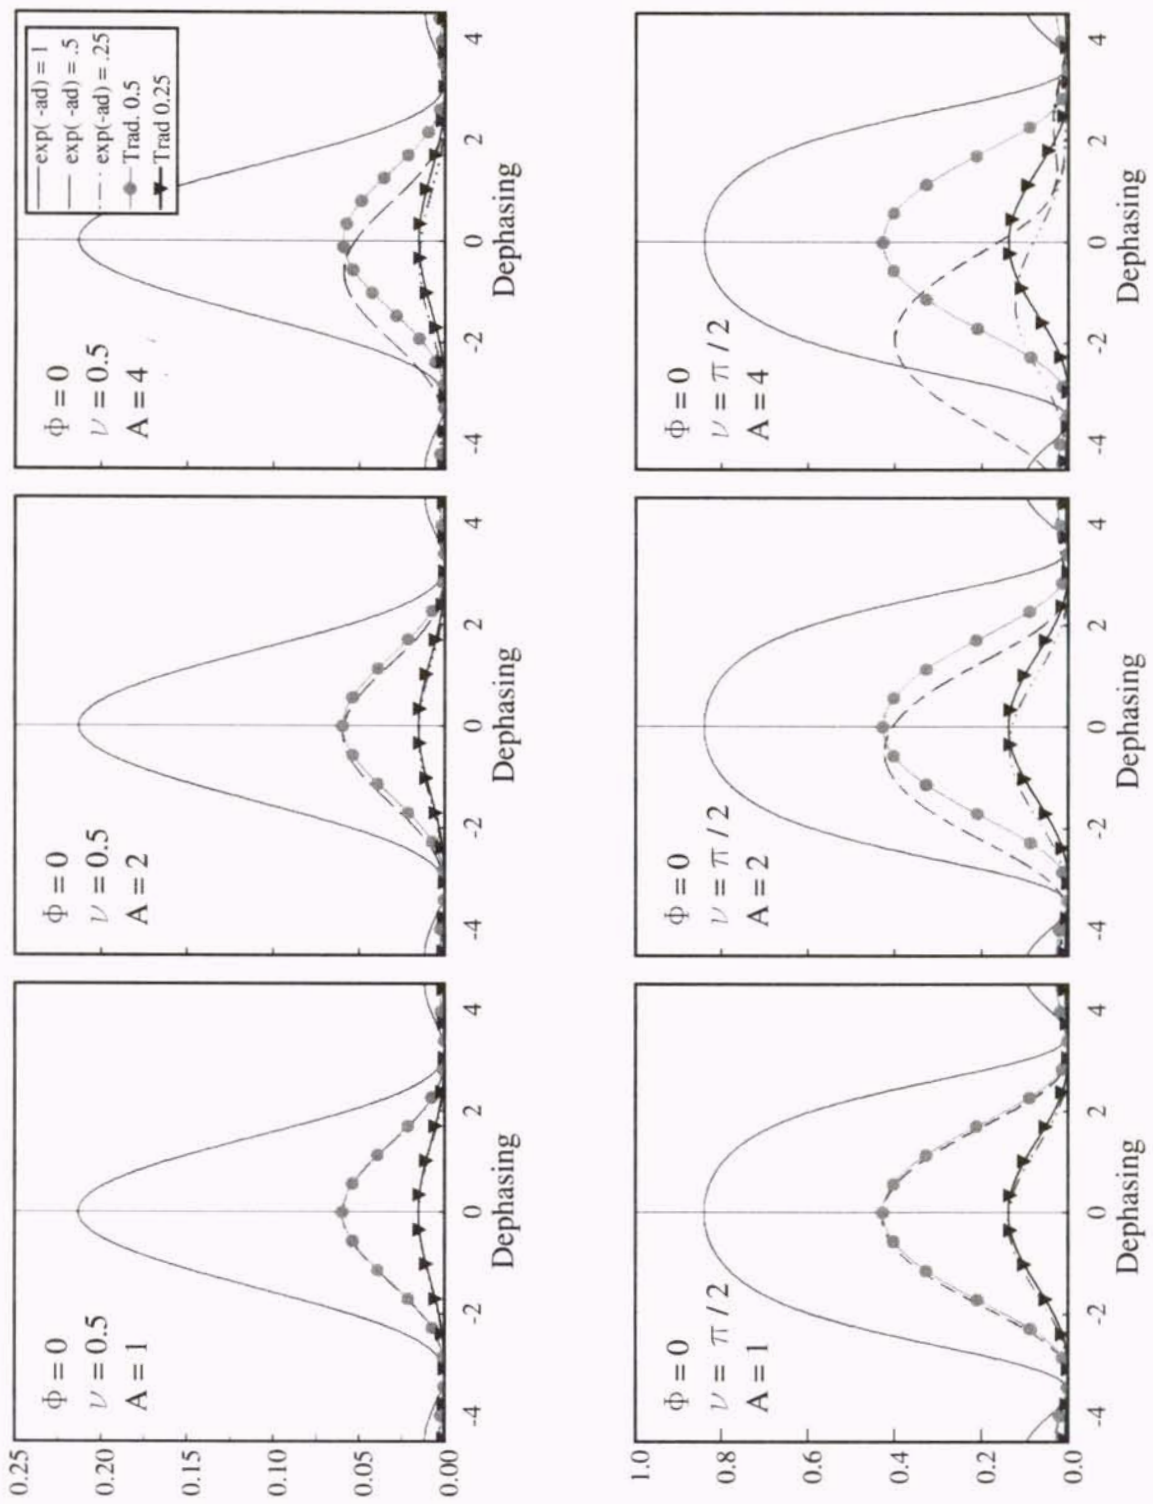 0.25
0.20
0.15
0.10
0.05
0.00
Φ = 0
ν = 0.5
A = 1
-4 -2 0 2 4
Dephasing
Φ = 0
ν = 0.5
A = 2
-4 -2 0 2 4
Dephasing
Φ = 0
ν = 0.5
A = 4
exp( -ad) = 1
exp( -ad) = .5
exp(-ad) = .25
Trad. 0.5
Trad 0.25
-4 -2 0 2 4
Dephasing
1.0
0.8
0.6
0.4
0.2
0.0
Φ = 0
ν = π / 2
A = 1
-4 -2 0 2 4
Dephasing
Φ = 0
ν = π / 2
A = 2
-4 -2 0 2 4
Dephasing
Φ = 0
ν = π / 2
A = 4
-4 -2 0 2 4
Dephasing